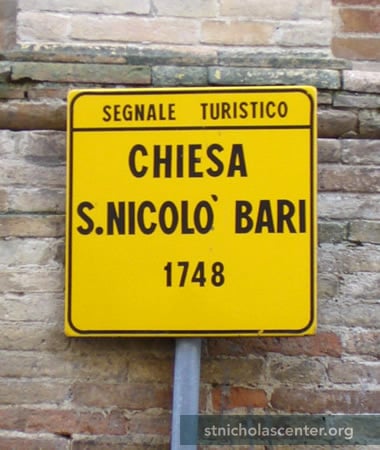 SEGNALE TURISTICO
CHIESA
S.NICOLO` BARI
1748
stnicholascenter.org